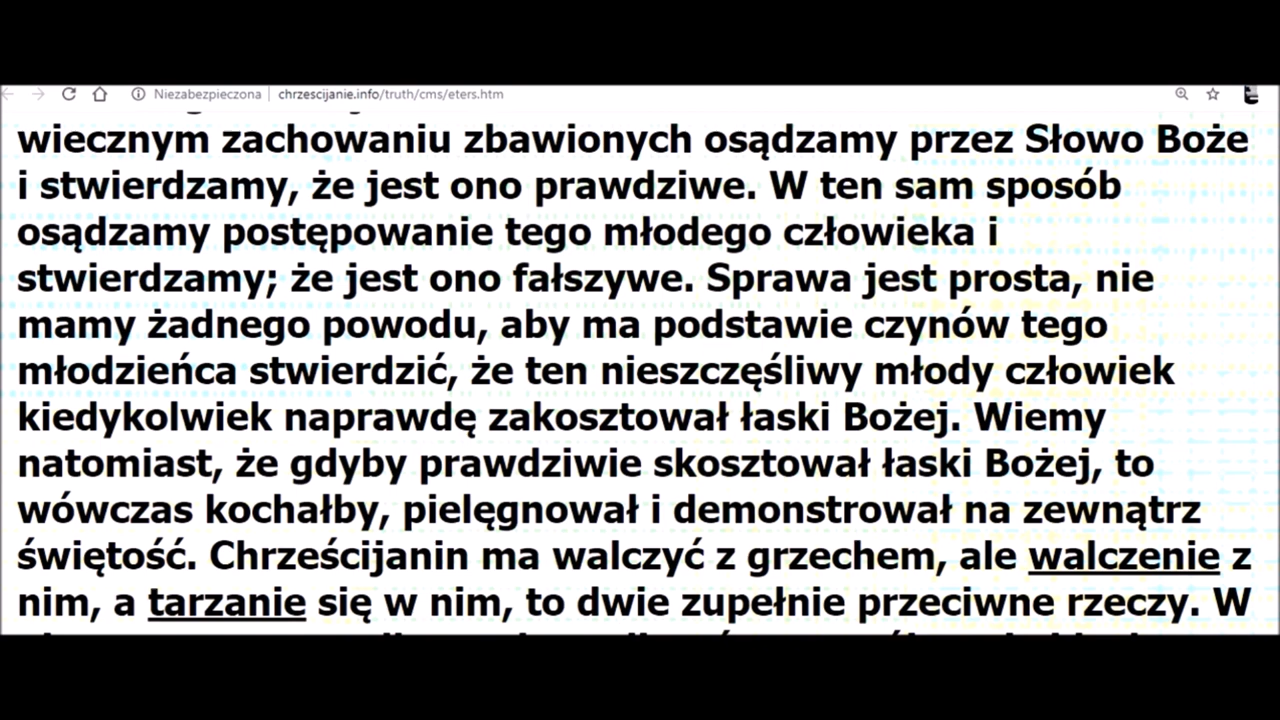 Niezabezpieczona chrzescijanie.info/truth/cms/eters.htm
wiecznym zachowaniu zbawionych osądzamy przez Słowo Boże
i stwierdzamy, że jest ono prawdziwe. W ten sam sposób
osądzamy postępowanie tego młodego człowieka i
stwierdzamy; że jest ono fałszywe. Sprawa jest prosta, nie
mamy żadnego powodu, aby ma podstawie czynów tego
młodzieńca stwierdzić, że ten nieszczęśliwy młody człowiek
kiedykolwiek naprawdę zakosztował łaski Bożej. Wiemy
natomiast, że gdyby prawdziwie skosztował łaski Bożej, to
wówczas kochałby, pielęgnował i demonstrował na zewnątrz
świętość. Chrześcijanin ma walczyć z grzechem, ale walczenie z
nim, a tarzanie się w nim, to dwie zupełnie przeciwne rzeczy. W